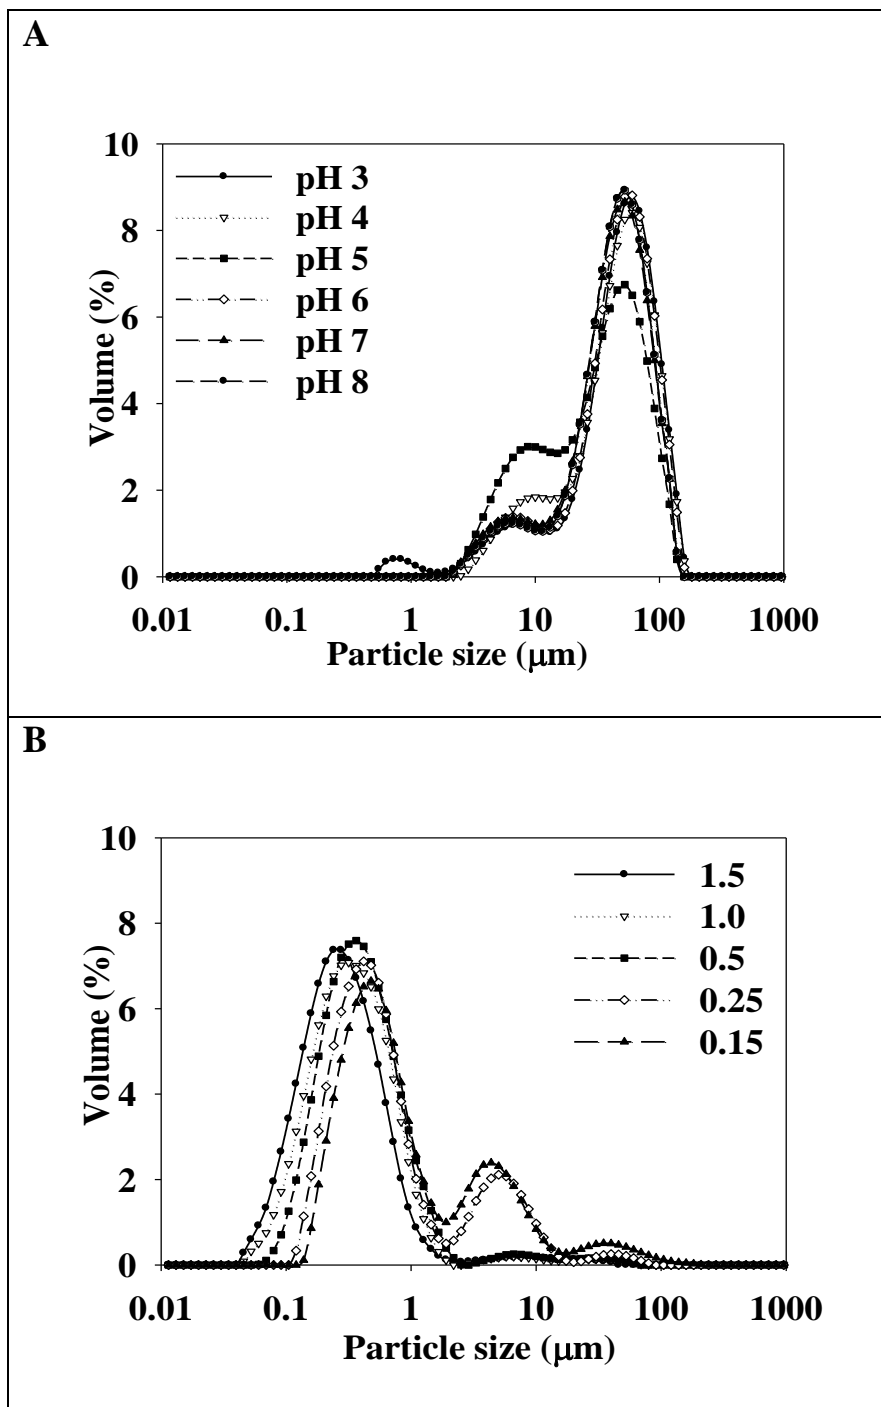 A
10
8
6
4
2
0
Volume (%)
pH 3
pH 4
pH 5
pH 6
pH 7
pH 8
0.01 0.1 1 10 100 1000
Particle size (μm)
B
10
8
6
4
2
0
Volume (%)
1.5
1.0
0.5
0.25
0.15
0.01 0.1 1 10 100 1000
Particle size (μm)